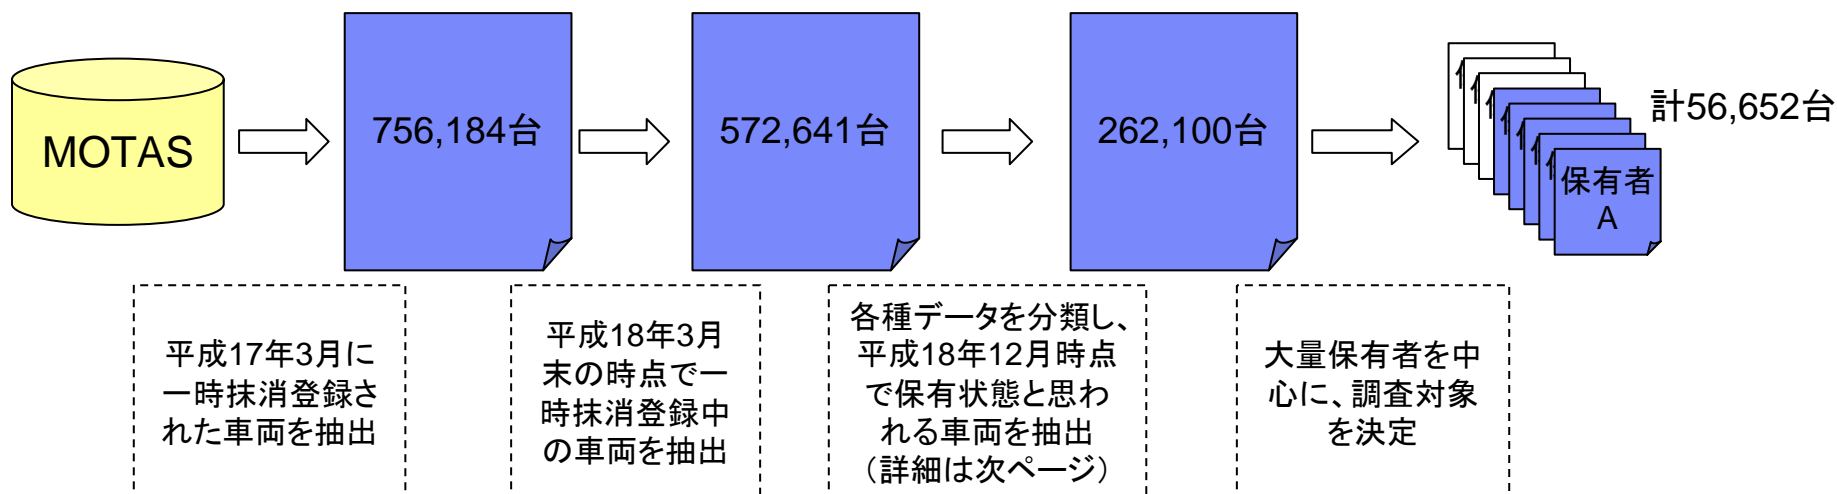 MOTAS
756,184台
572,641台
262,100台
計56,652台
保有者
A
平成17年3月に
一時抹消登録さ
れた車両を抽出
平成18年3月
末の時点で一
時抹消登録中
の車両を抽出
各種データを分類し、
平成18年12月時点
で保有状態と思わ
れる車両を抽出
（詳細は次ページ）
大量保有者を中
心に、調査対象
を決定